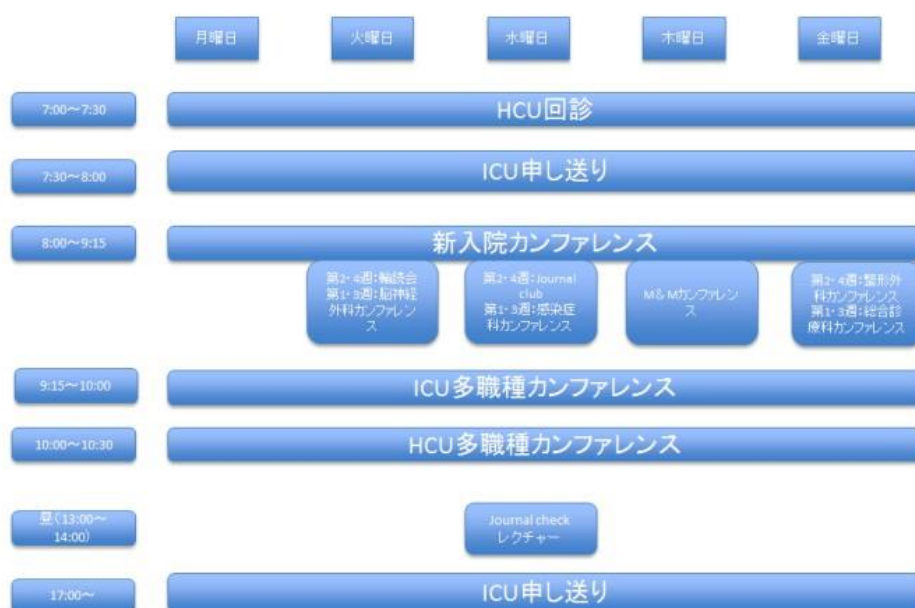 月曜日
火曜日
水曜日
木曜日
金曜日
7:00～7:30
HCU回診
7:30～8:00
ICU申し送り
8:00～9:15
新入院カンファレンス
第2・4週：輪読会
第1・3週：脳神経
外科カンファレン
ス
第2・4週：Journal
club
第1・3週：感染症
科カンファレンス
M&Mカンファレン
ス
第2・4週：整形外
科カンファレンス
第1・3週：総合診
療科カンファレンス
9:15～10:00
ICU多職種カンファレンス
10:00～10:30
HCU多職種カンファレンス
昼（13:00～
14:00）
Journal check
レクチャー
17:00～
ICU申し送り